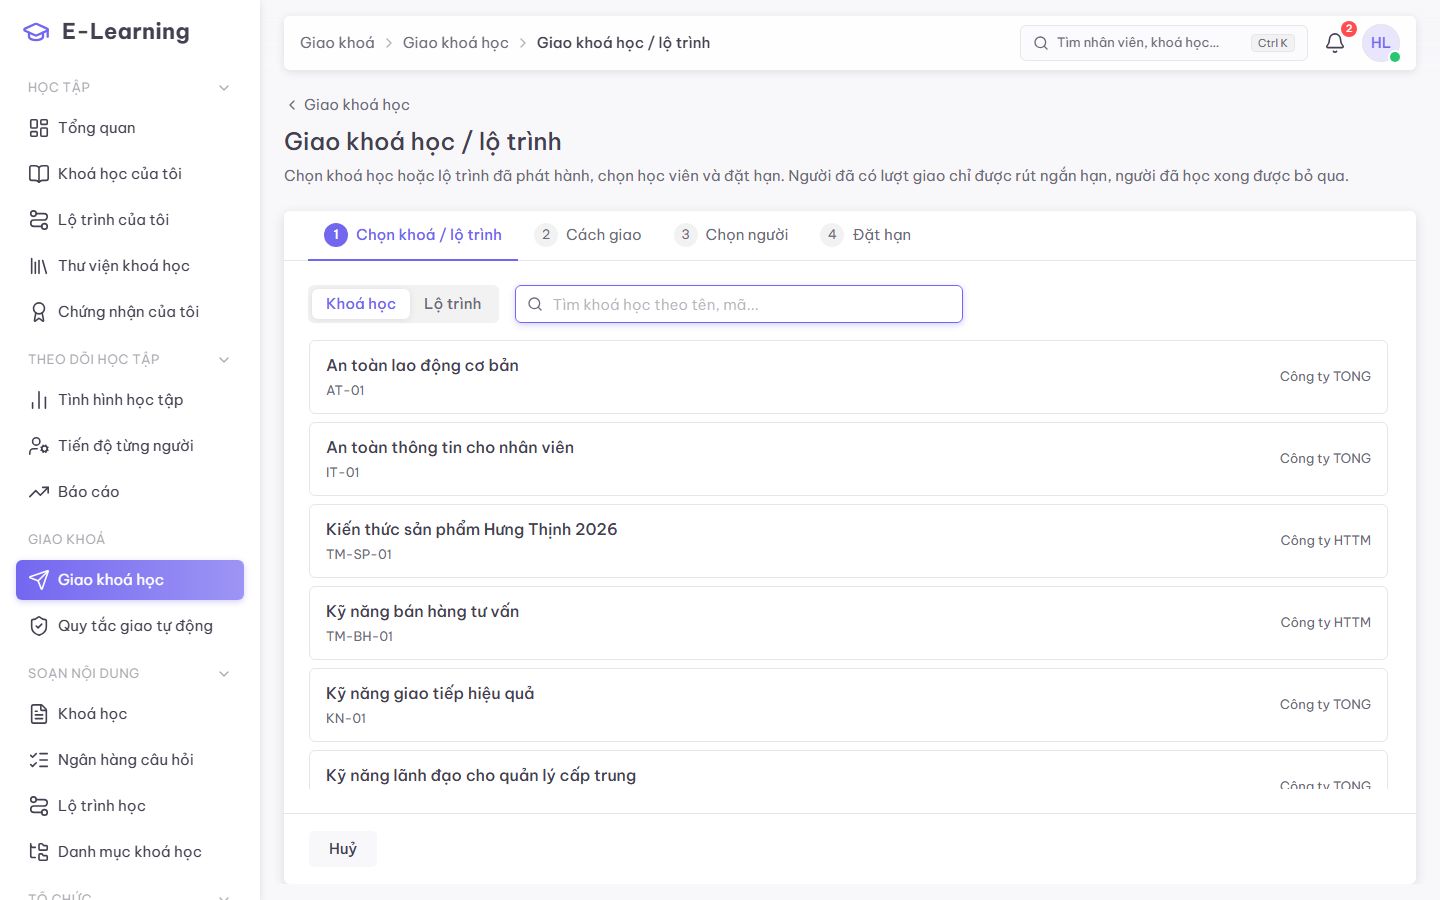 E-Learning
HỌC TẬP
Tổng quan
Khoá học của tôi
Lộ trình của tôi
Thư viện khoá học
Chứng nhận của tôi
THEO DÕI HỌC TẬP
Tình hình học tập
Tiến độ từng người
Báo cáo
GIAO KHOÁ
Giao khoá học
Quy tắc giao tự động
SOẠN NỘI DUNG
Khoá học
Ngân hàng câu hỏi
Lộ trình học
Danh mục khoá học
TỔ CHỨC
Giao khoá
Giao khoá học
Giao khoá học / lộ trình
Tìm nhân viên, khoá học...
Ctrl K
2
HL
Giao khoá học
Giao khoá học / lộ trình
Chọn khoá học hoặc lộ trình đã phát hành, chọn học viên và đặt hạn. Người đã có lượt giao chỉ được rút ngắn hạn, người đã học xong được bỏ qua.
1 Chọn khoá / lộ trình
2 Cách giao
3 Chọn người
4 Đặt hạn
Khoá học
Lộ trình
Tìm khoá học theo tên, mã...
An toàn lao động cơ bản
AT-01
Công ty TONG
An toàn thông tin cho nhân viên
IT-01
Công ty TONG
Kiến thức sản phẩm Hưng Thịnh 2026
TM-SP-01
Công ty HTTM
Kỹ năng bán hàng tư vấn
TM-BH-01
Công ty HTTM
Kỹ năng giao tiếp hiệu quả
KN-01
Công ty TONG
Kỹ năng lãnh đạo cho quản lý cấp trung
Công ty TONG
Huỷ